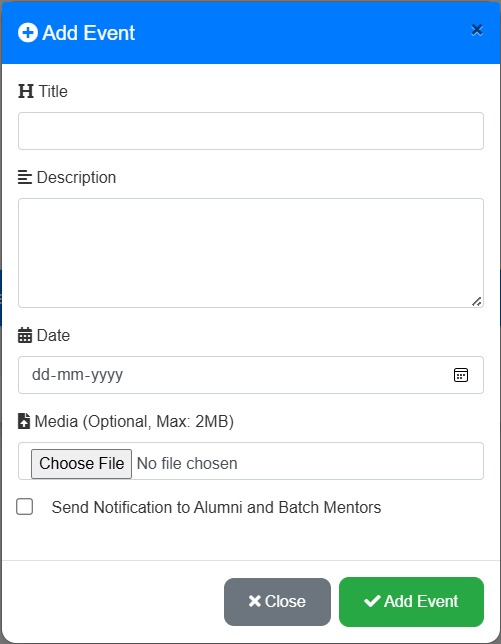 Add Event
×
Title
Description
Date
dd-mm-yyyy
Media (Optional, Max: 2MB)
Choose File No file chosen
Send Notification to Alumni and Batch Mentors
Close
Add Event